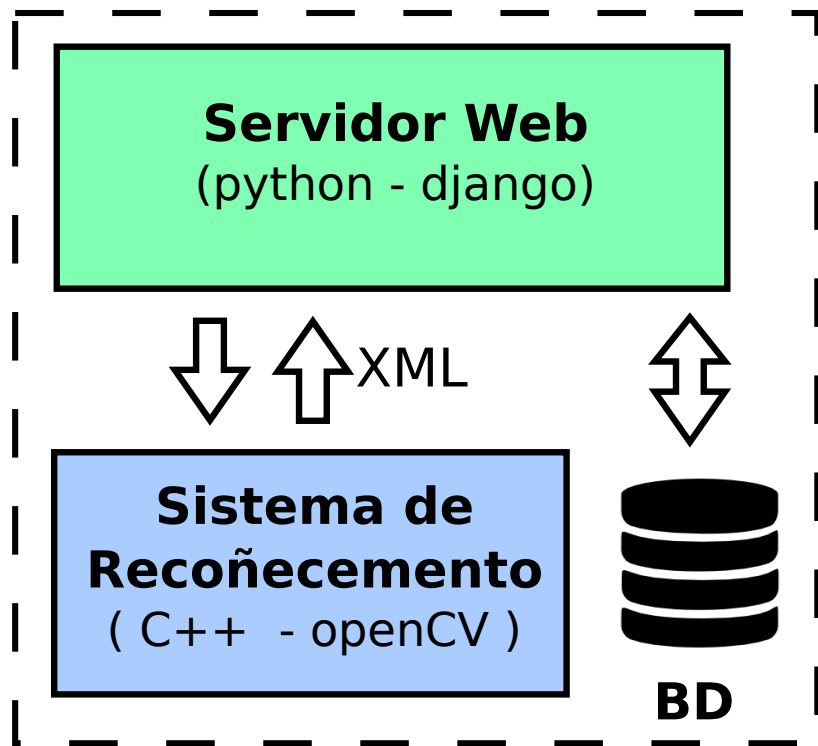 Servidor Web
(python - django)
XML
Sistema de
Recoñecemento
( C++  - openCV )
BD